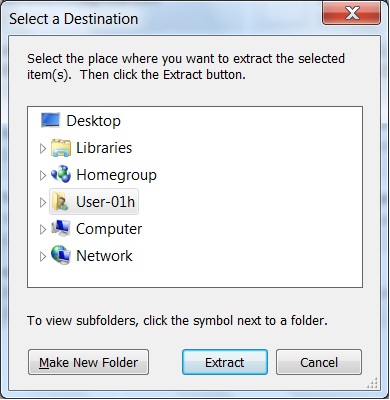 Select a Destination
Select the place where you want to extract the selected
item(s).  Then click the Extract button.
Desktop
Libraries
Homegroup
User-01h
Computer
Network
To view subfolders, click the symbol next to a folder.
Make New Folder Extract Cancel